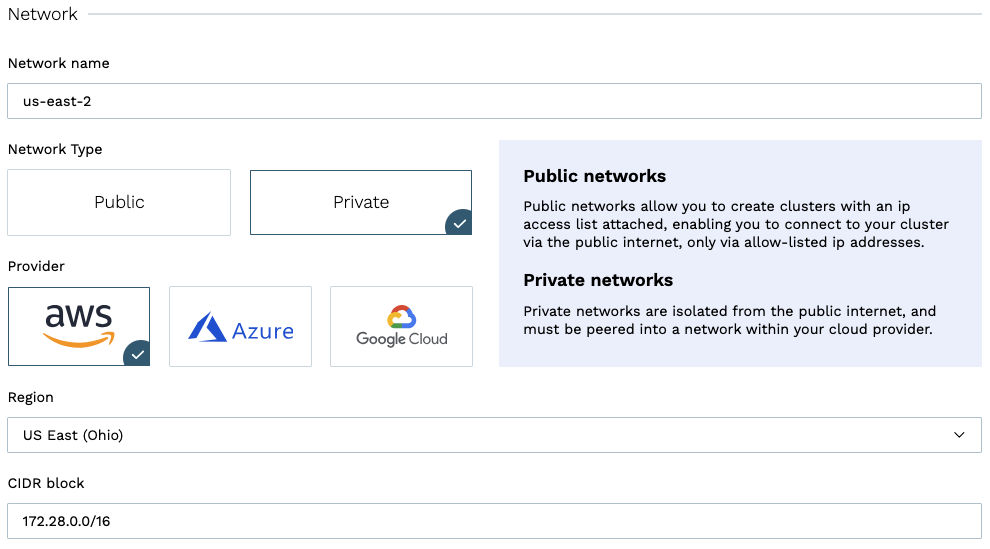 Network
Network name
us-east-2
Network Type
Public
Private
Public networks
Public networks allow you to create clusters with an ip
access list attached, enabling you to connect to your cluster
via the public internet, only via allow-listed ip addresses.
Private networks
Private networks are isolated from the public internet, and
must be peered into a network within your cloud provider.
Provider
aws
Azure
Google Cloud
Region
US East (Ohio)
CIDR block
172.28.0.0/16